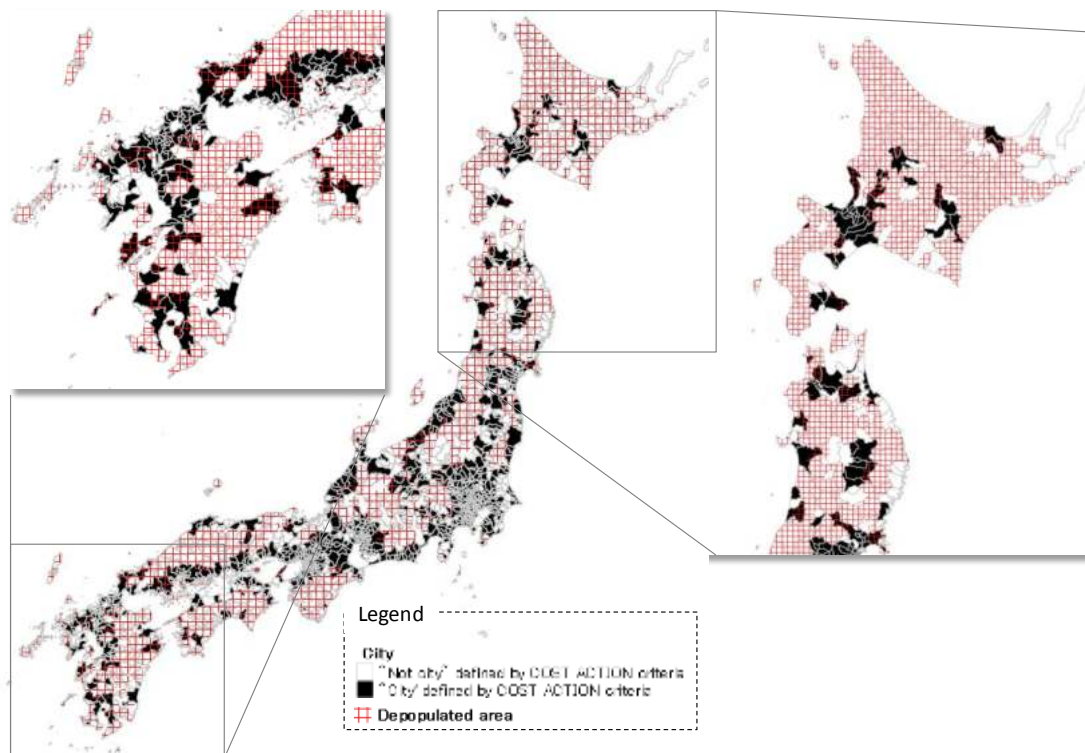 Legend
City
"Not city" defined by COST ACTION criteria
"City' defined by COST ACTION criteria
Depopulated area